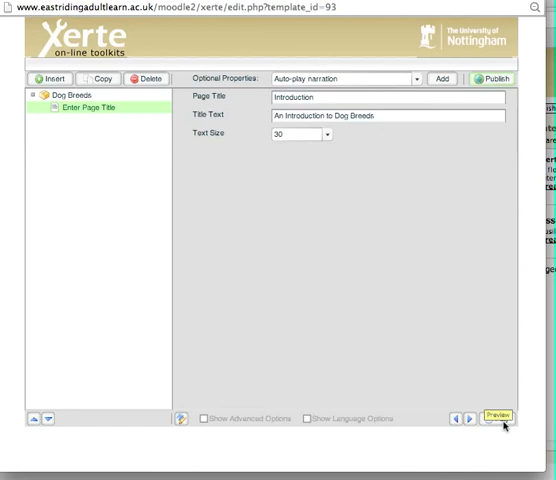 www.eastridingadultlearn.ac.uk/moodle2/xerte/edit.php?template_id=93
Xerte
on-line toolkits
The University of
Nottingham
Insert Copy Delete Optional Properties: Auto-play narration Add Publish
Dog Breeds
Enter Page Title
Page Title Introduction
Title Text An Introduction to Dog Breeds
Text Size 30
Show Advanced Options Show Language Options
Preview